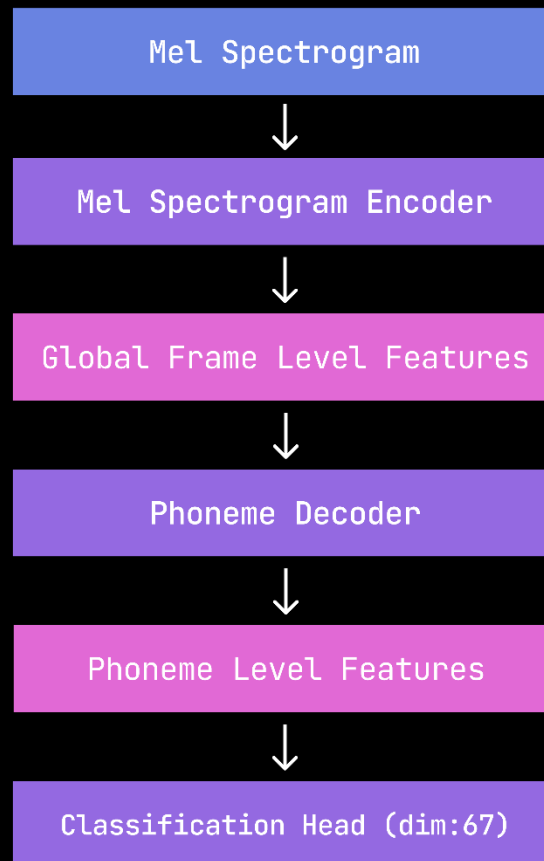 Mel Spectrogram
Mel Spectrogram Encoder
Global Frame Level Features
Phoneme Decoder
Phoneme Level Features
Classification Head (dim:67)